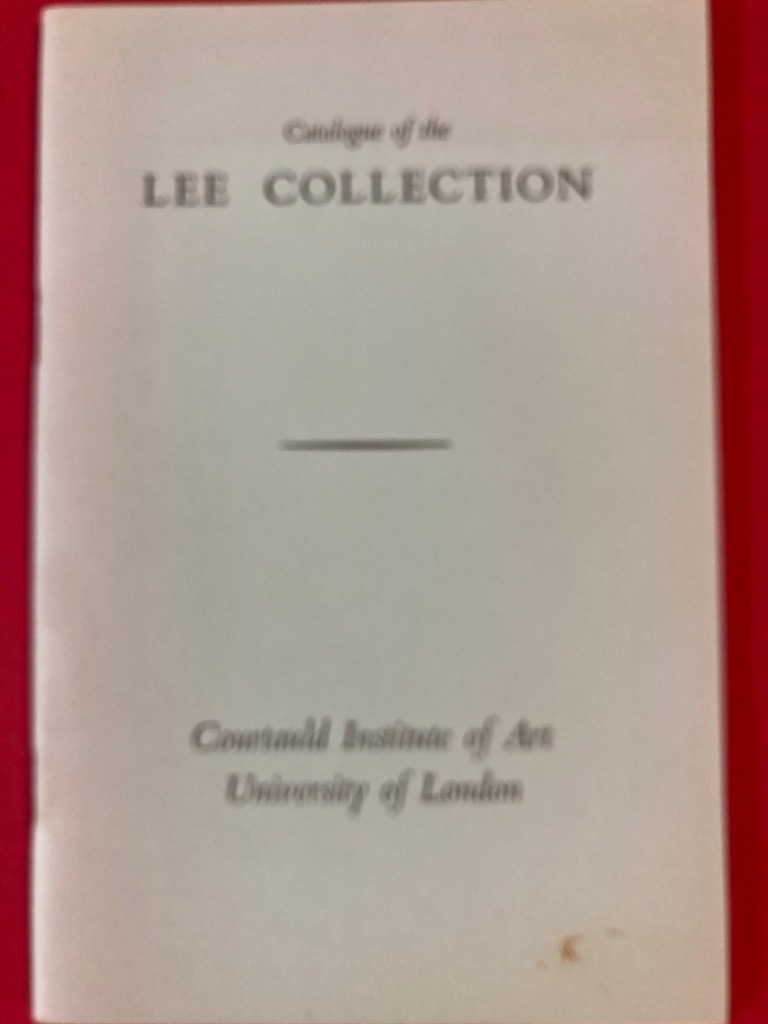 Catalogue of the
LEE COLLECTION
Courtauld Institute of Art
University of London